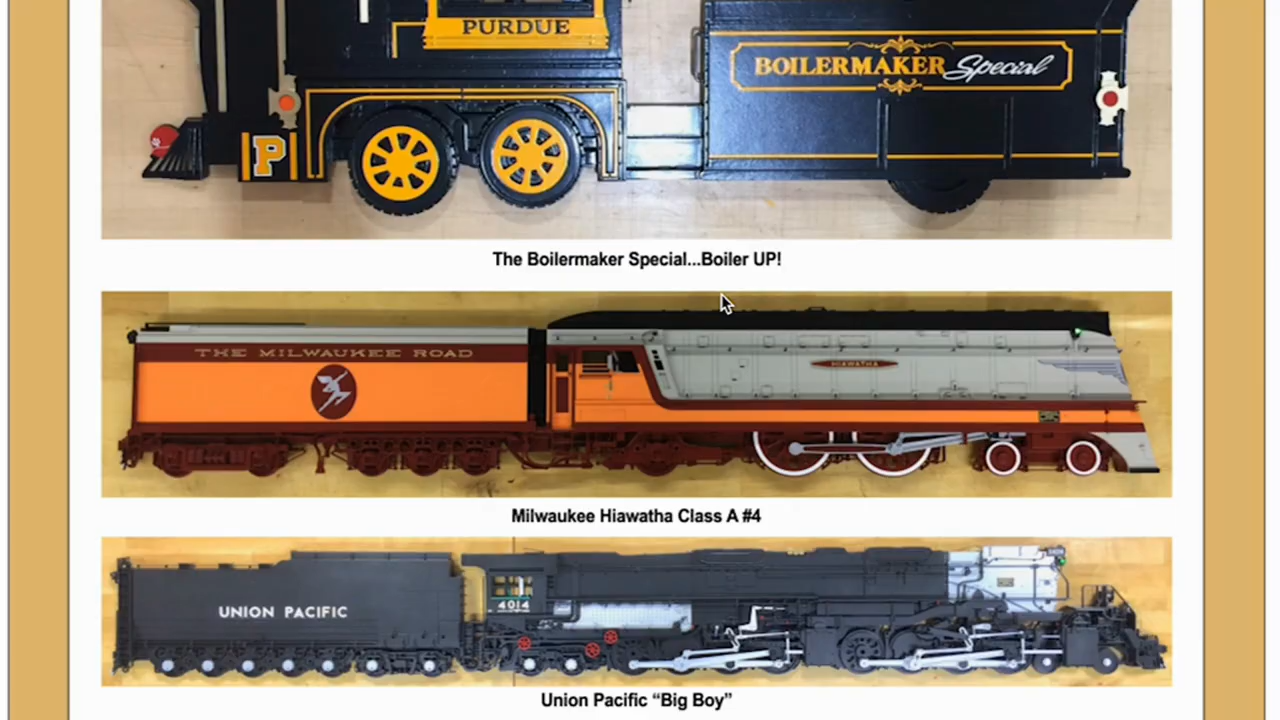 PURDUE
BOILERMAKER Special
P
The Boilermaker Special...Boiler UP!
THE MILWAUKEE ROAD
HIAWATHA
Milwaukee Hiawatha Class A #4
UNION PACIFIC
4014
Union Pacific “Big Boy”